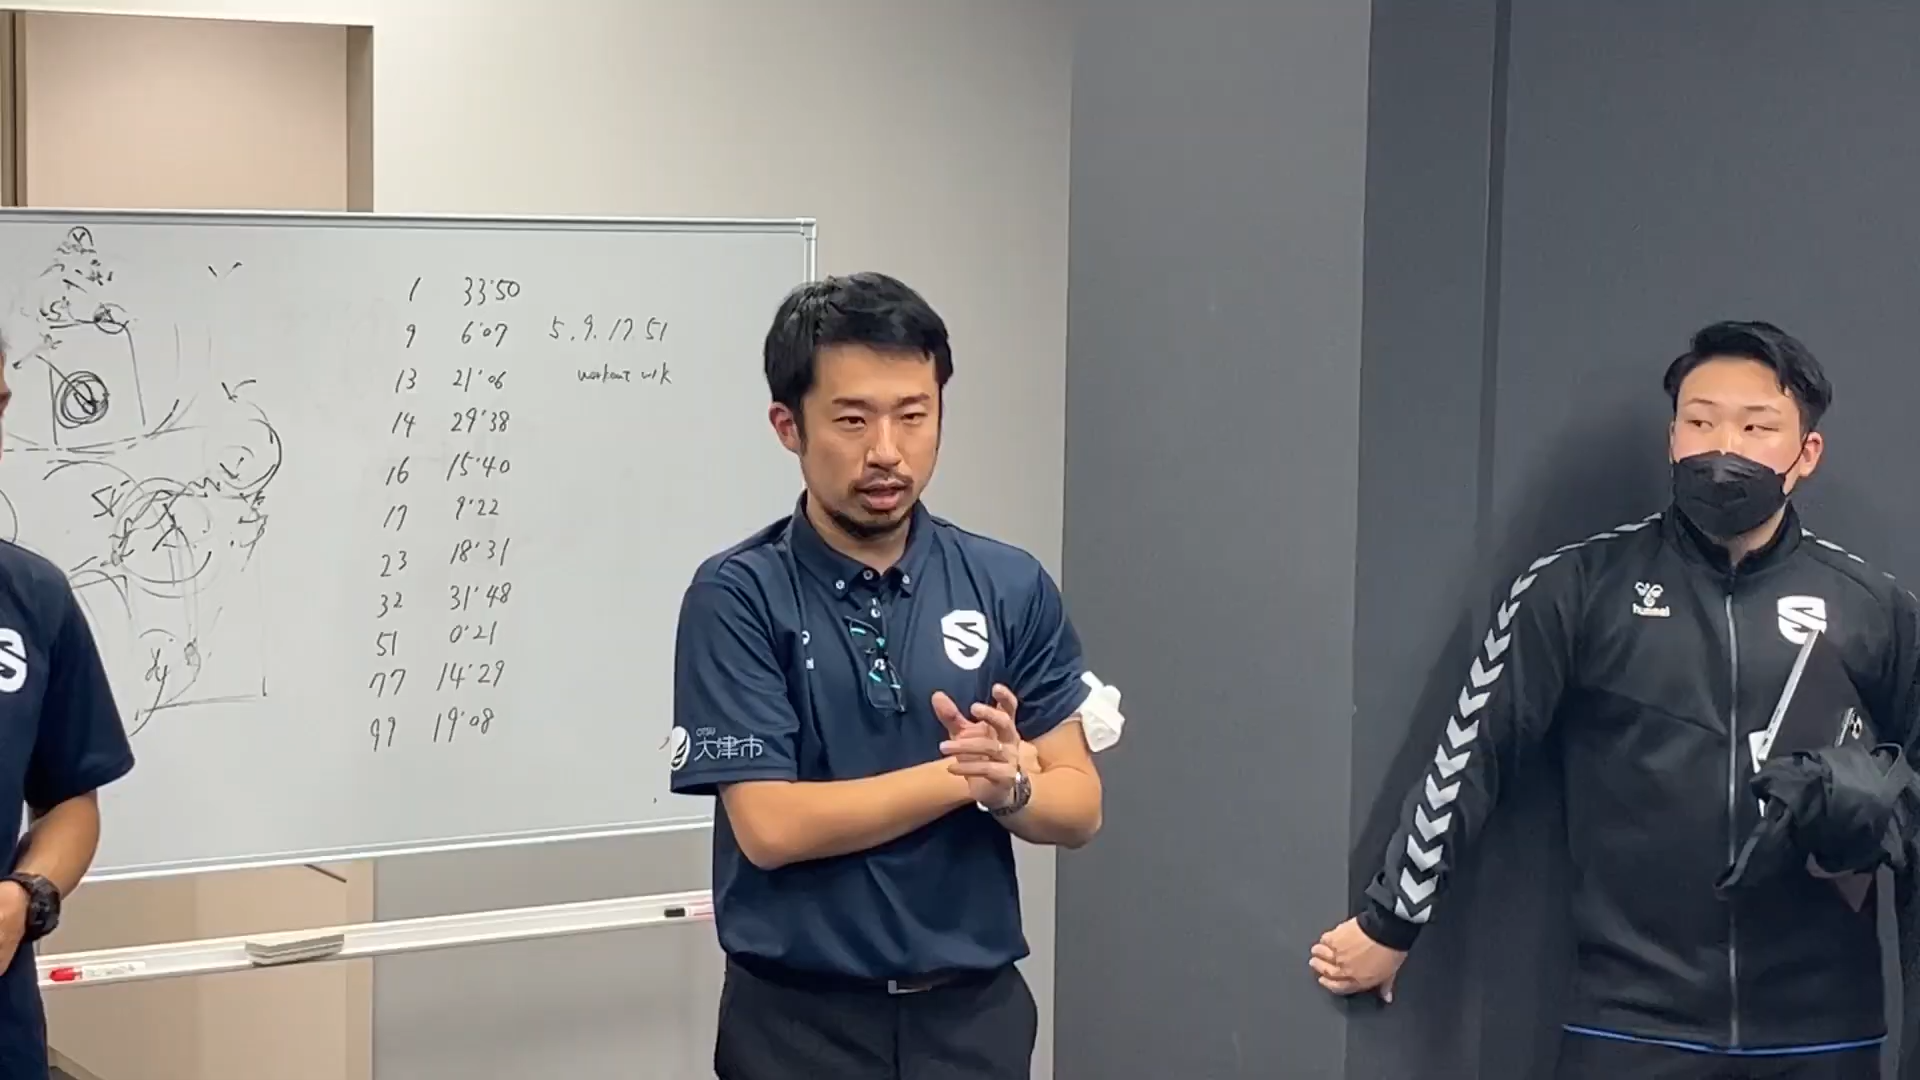 1 33'50
9 6'07 5. 9. 17 51
13 21'06 workout w/k
14 29'38
16 15'40
17 9'22
23 18'31
32 31'48
51 0'21
77 14'29
99 19'08
OTSU
大津市
S
hummel
S